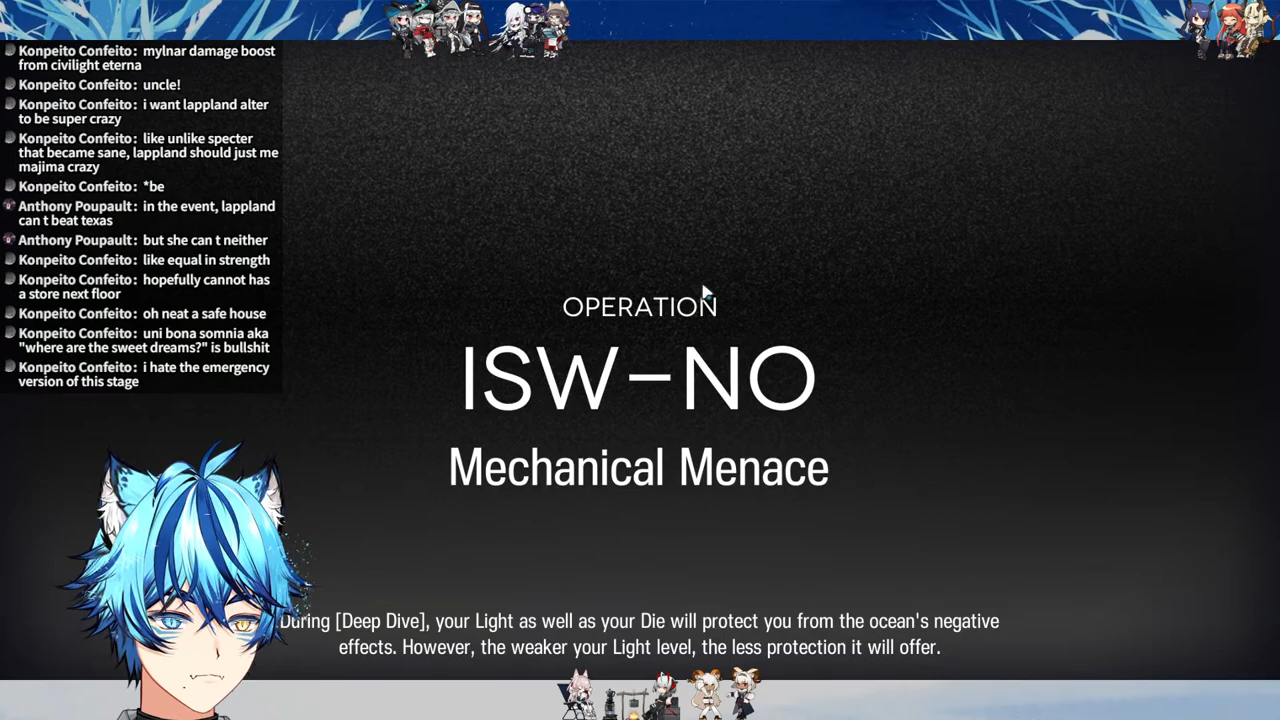 Konpeito Confeito: mylnar damage boost
from civilight eterna
Konpeito Confeito: uncle!
Konpeito Confeito: i want lappland alter
to be super crazy
Konpeito Confeito: like unlike specter
that became sane, lappland should just me
majima crazy
Konpeito Confeito: *be
Anthony Poupault: in the event, lappland
can t beat texas
Anthony Poupault: but she can t neither
Konpeito Confeito: like equal in strength
Konpeito Confeito: hopefully cannot has
a store next floor
Konpeito Confeito: oh neat a safe house
Konpeito Confeito: uni bona somnia aka
"where are the sweet dreams?" is bullshit
Konpeito Confeito: i hate the emergency
version of this stage
OPERATION
ISW-NO
Mechanical Menace
During [Deep Dive], your Light as well as your Die will protect you from the ocean's negative
effects. However, the weaker your Light level, the less protection it will offer.